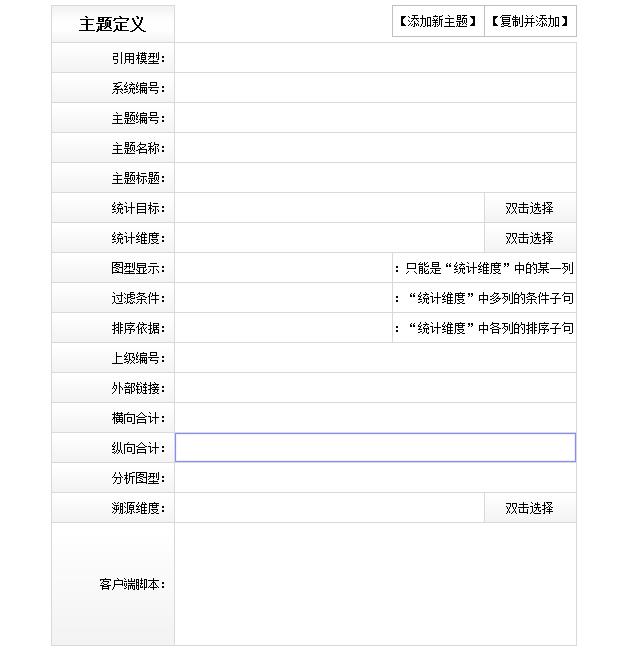 主题定义 【添加新主题】 【复制并添加】
引用模型：
系统编号：
主题编号：
主题名称：
主题标题：
统计目标： 双击选择
统计维度： 双击选择
图型显示： ：只能是“统计维度”中的某一列
过滤条件： ：“统计维度”中多列的条件子句
排序依据： ：“统计维度”中各列的排序子句
上级编号：
外部链接：
横向合计：
纵向合计：
分析图型：
溯源维度： 双击选择
客户端脚本：